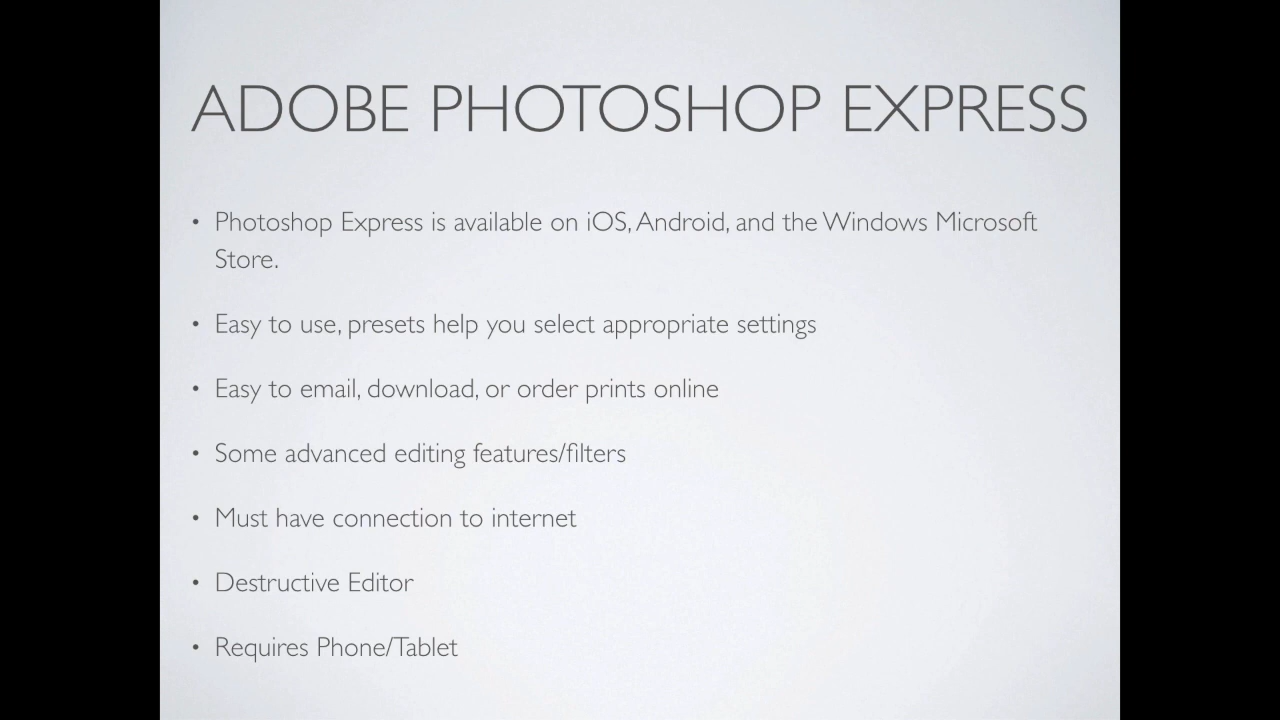 ADOBE PHOTOSHOP EXPRESS
• Photoshop Express is available on iOS, Android, and the Windows Microsoft
Store.
• Easy to use, presets help you select appropriate settings
• Easy to email, download, or order prints online
• Some advanced editing features/filters
• Must have connection to internet
• Destructive Editor
• Requires Phone/Tablet